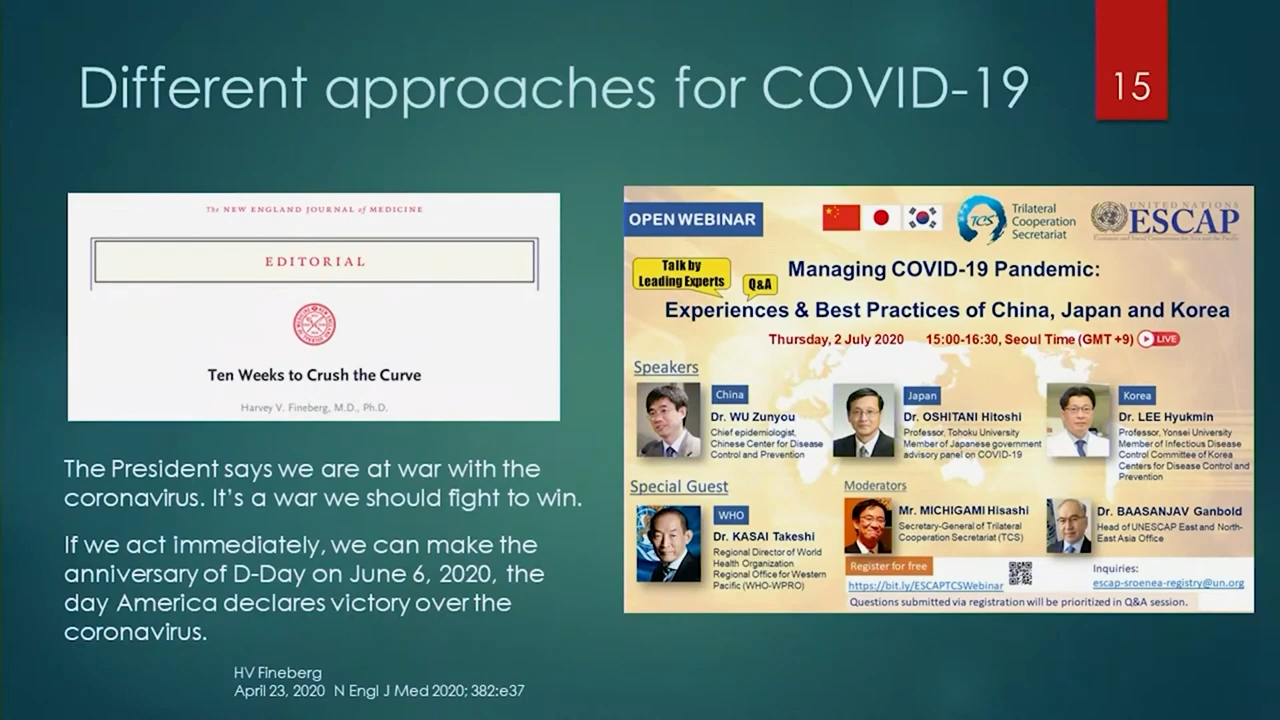 Different approaches for COVID-19
15
The NEW ENGLAND JOURNAL of MEDICINE
EDITORIAL
Ten Weeks to Crush the Curve
Harvey V. Fineberg, M.D., Ph.D.
The President says we are at war with the
coronavirus. It's a war we should fight to win.
If we act immediately, we can make the
anniversary of D-Day on June 6, 2020, the
day America declares victory over the
coronavirus.
HV Fineberg
April 23, 2020 N Engl J Med 2020; 382:e37
OPEN WEBINAR
TCS
Trilateral
Cooperation
Secretariat
UNITED NATIONS
ESCAP
Economic and Social Commission for Asia and the Pacific
Talk by
Leading Experts
Q&A
Managing COVID-19 Pandemic:
Experiences & Best Practices of China, Japan and Korea
Thursday, 2 July 2020 15:00-16:30, Seoul Time (GMT +9) LIVE
Speakers
China
Dr. WU Zunyou
Chief epidemiologist,
Chinese Center for Disease
Control and Prevention
Japan
Dr. OSHITANI Hitoshi
Professor, Tohoku University
Member of Japanese government
advisory panel on COVID-19
Korea
Dr. LEE Hyukmin
Professor, Yonsei University
Member of Infectious Disease
Control Committee of Korea
Centers for Disease Control and
Prevention
Special Guest
WHO
Dr. KASAI Takeshi
Regional Director of World
Health Organization
Regional Office for Western
Pacific (WHO-WPRO)
Moderators
Mr. MICHIGAMI Hisashi
Secretary-General of Trilateral
Cooperation Secretariat (TCS)
Dr. BAASANJAV Ganbold
Head of UNESCAP East and North-
East Asia Office
Register for free
https://bit.ly/ESCAPTCSWebinar
Inquiries:
escap-sroenea-registry@un.org
Questions submitted via registration will be prioritized in Q&A session.